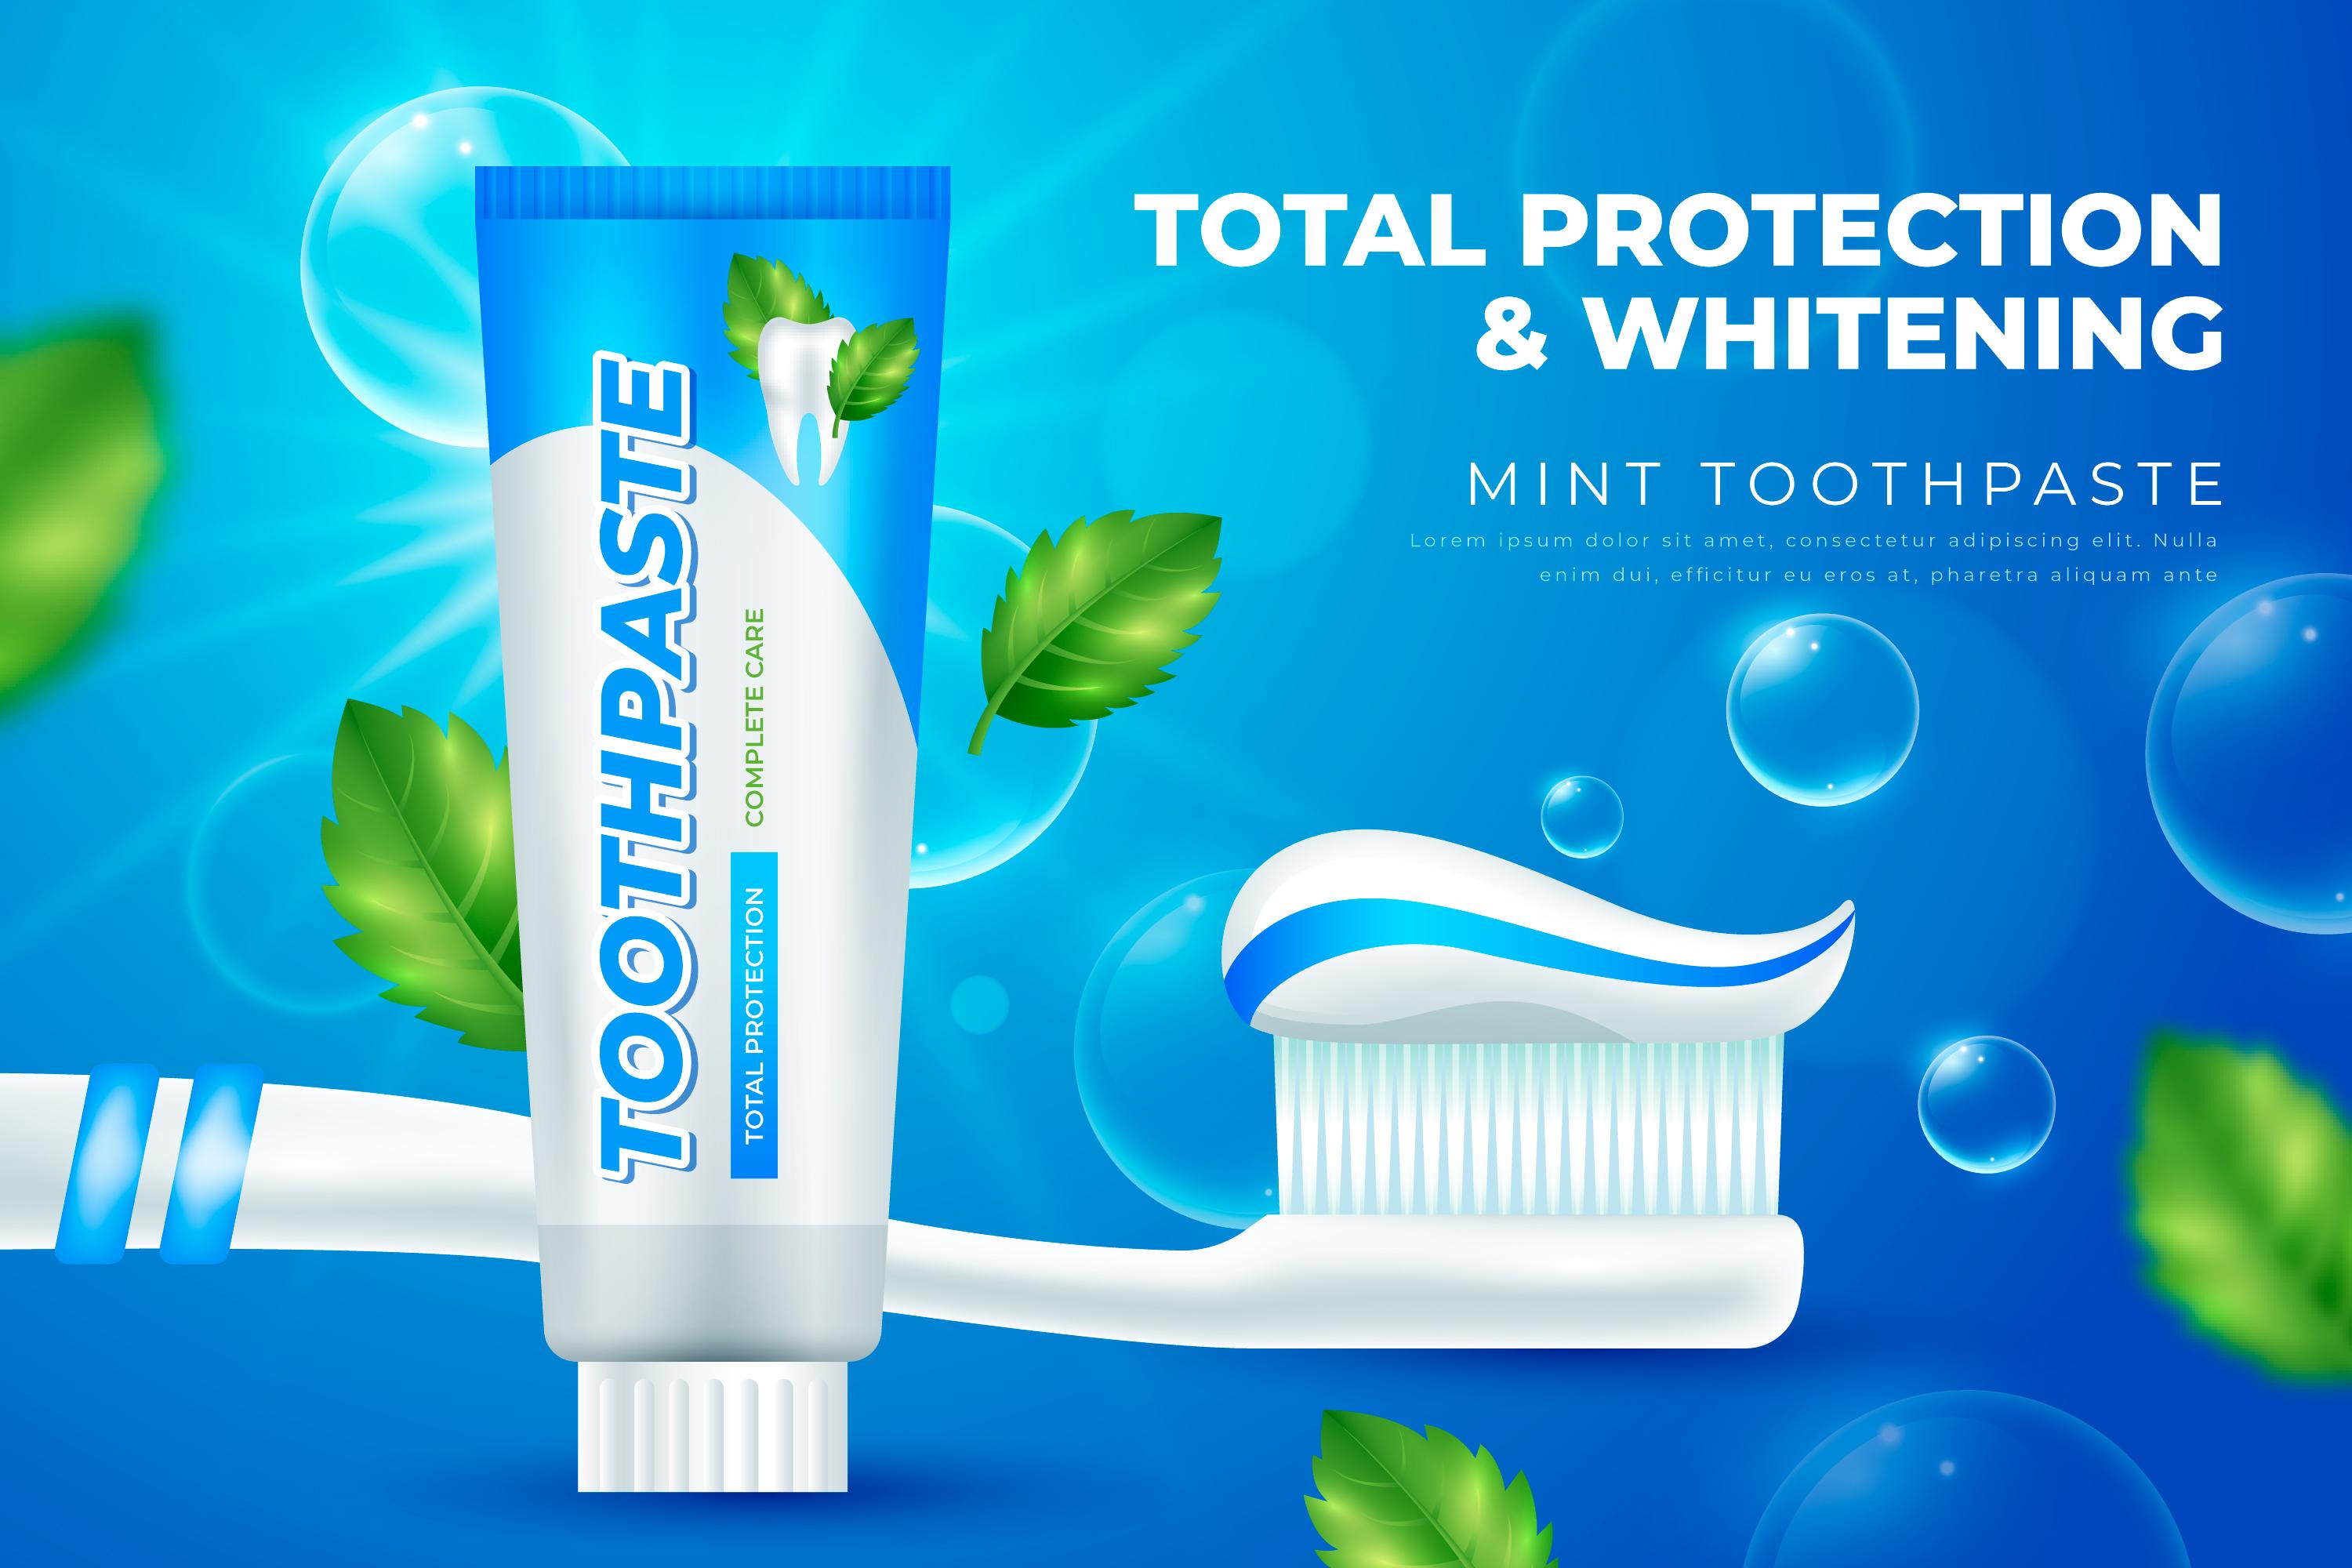 TOTAL PROTECTION
& WHITENING
MINT TOOTHPASTE
Lorem ipsum dolor sit amet, consectetur adipiscing elit. Nulla
enim dui, efficitur eu eros at, pharetra aliquam ante
TOOTHPASTE
TOTAL PROTECTION COMPLETE CARE